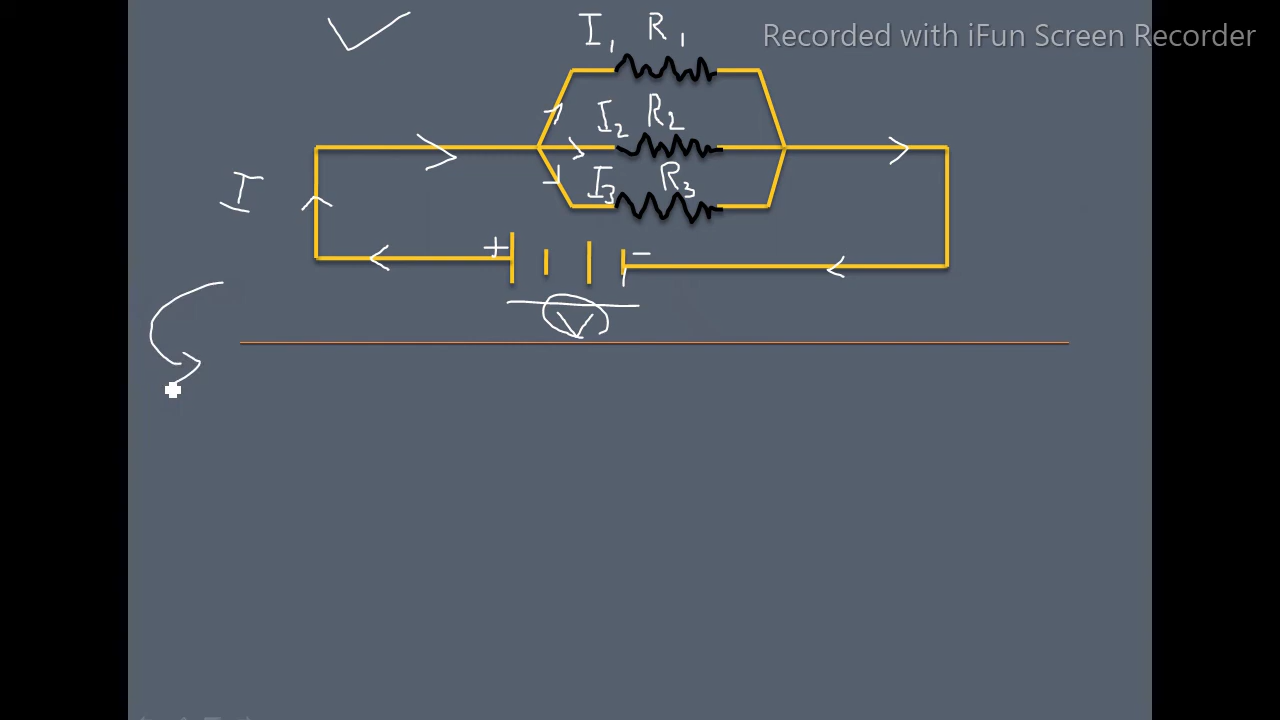 Recorded with iFun Screen Recorder
I₁ R₁
I₂ R₂
I₃ R₃
I
+ −
V